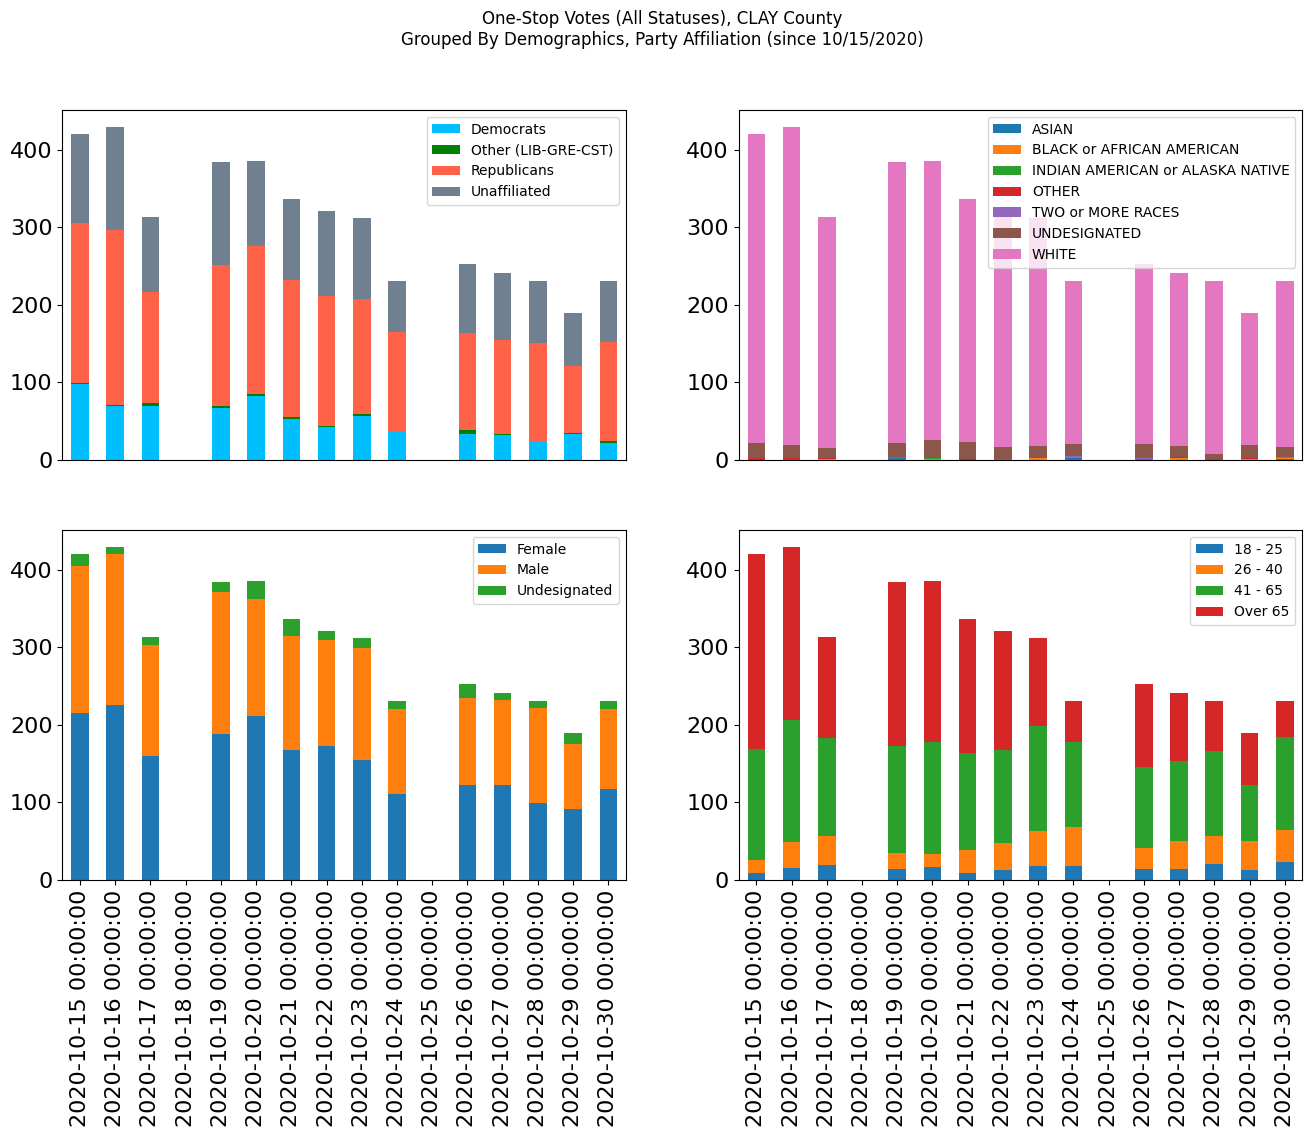 One-Stop Votes (All Statuses), CLAY County
Grouped By Demographics, Party Affiliation (since 10/15/2020)
400
300
200
100
0
Democrats
Other (LIB-GRE-CST)
Republicans
Unaffiliated
400
300
200
100
0
ASIAN
BLACK or AFRICAN AMERICAN
INDIAN AMERICAN or ALASKA NATIVE
OTHER
TWO or MORE RACES
UNDESIGNATED
WHITE
400
300
200
100
0
Female
Male
Undesignated
2020-10-15 00:00:00
2020-10-16 00:00:00
2020-10-17 00:00:00
2020-10-18 00:00:00
2020-10-19 00:00:00
2020-10-20 00:00:00
2020-10-21 00:00:00
2020-10-22 00:00:00
2020-10-23 00:00:00
2020-10-24 00:00:00
2020-10-25 00:00:00
2020-10-26 00:00:00
2020-10-27 00:00:00
2020-10-28 00:00:00
2020-10-29 00:00:00
2020-10-30 00:00:00
400
300
200
100
0
18 - 25
26 - 40
41 - 65
Over 65
2020-10-15 00:00:00
2020-10-16 00:00:00
2020-10-17 00:00:00
2020-10-18 00:00:00
2020-10-19 00:00:00
2020-10-20 00:00:00
2020-10-21 00:00:00
2020-10-22 00:00:00
2020-10-23 00:00:00
2020-10-24 00:00:00
2020-10-25 00:00:00
2020-10-26 00:00:00
2020-10-27 00:00:00
2020-10-28 00:00:00
2020-10-29 00:00:00
2020-10-30 00:00:00